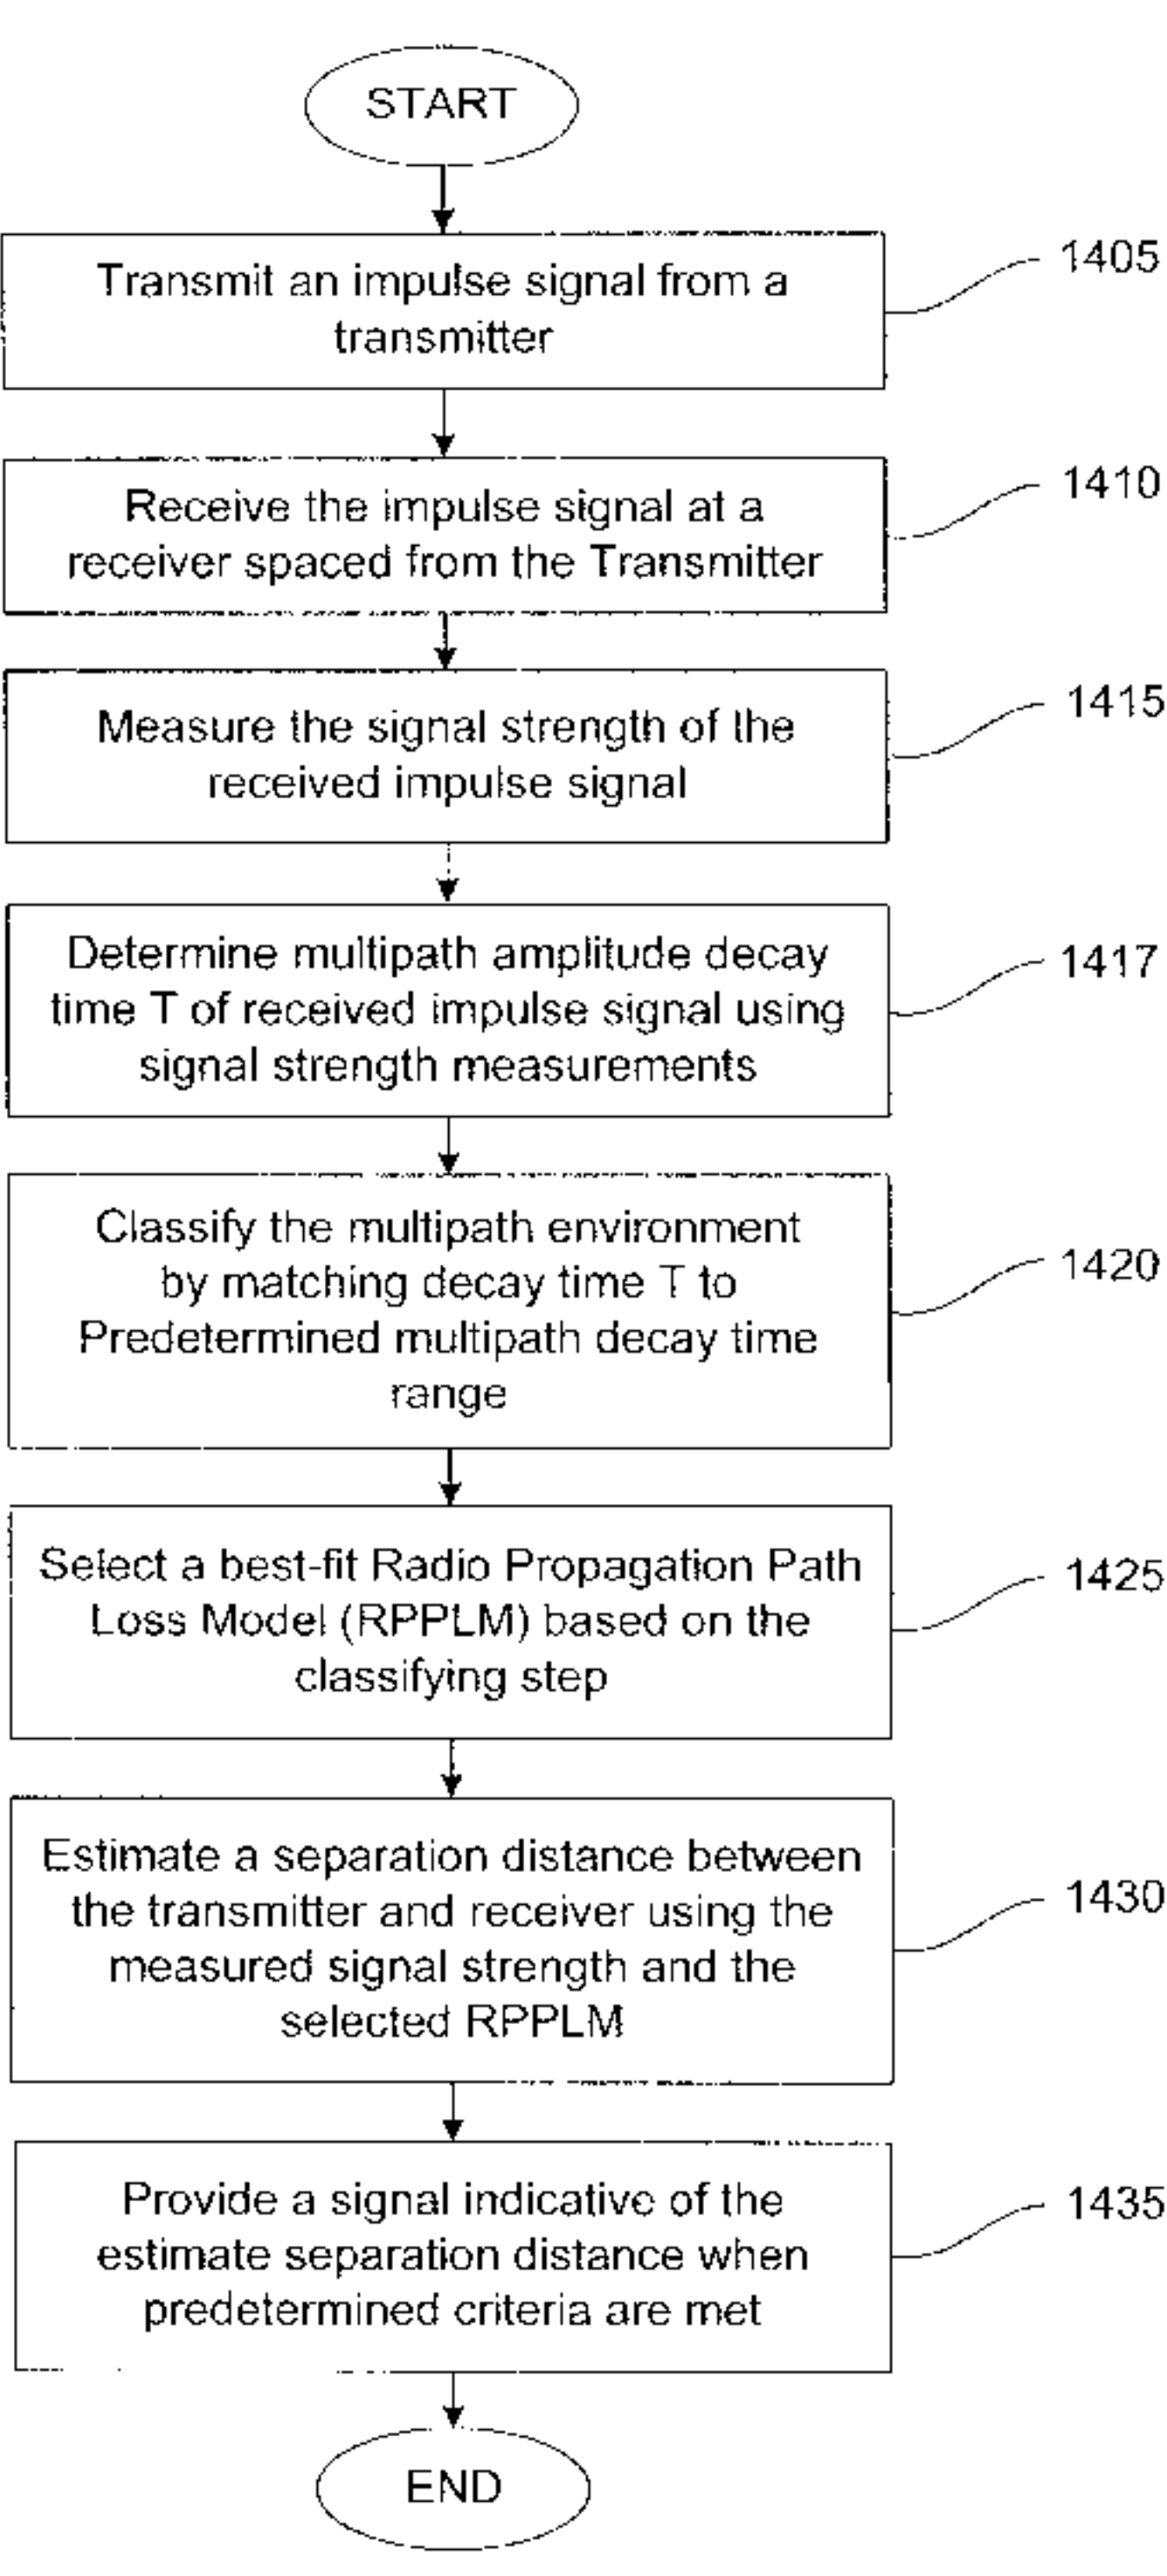 START
Transmit an impulse signal from a
transmitter
1405
Receive the impulse signal at a
receiver spaced from the Transmitter
1410
Measure the signal strength of the
received impulse signal
1415
Determine multipath amplitude decay
time T of received impulse signal using
signal strength measurements
1417
Classify the multipath environment
by matching decay time T to
Predetermined multipath decay time
range
1420
Select a best-fit Radio Propagation Path
Loss Model (RPPLM) based on the
classifying step
1425
Estimate a separation distance between
the transmitter and receiver using the
measured signal strength and the
selected RPPLM
1430
Provide a signal indicative of the
estimate separation distance when
predetermined criteria are met
1435
END